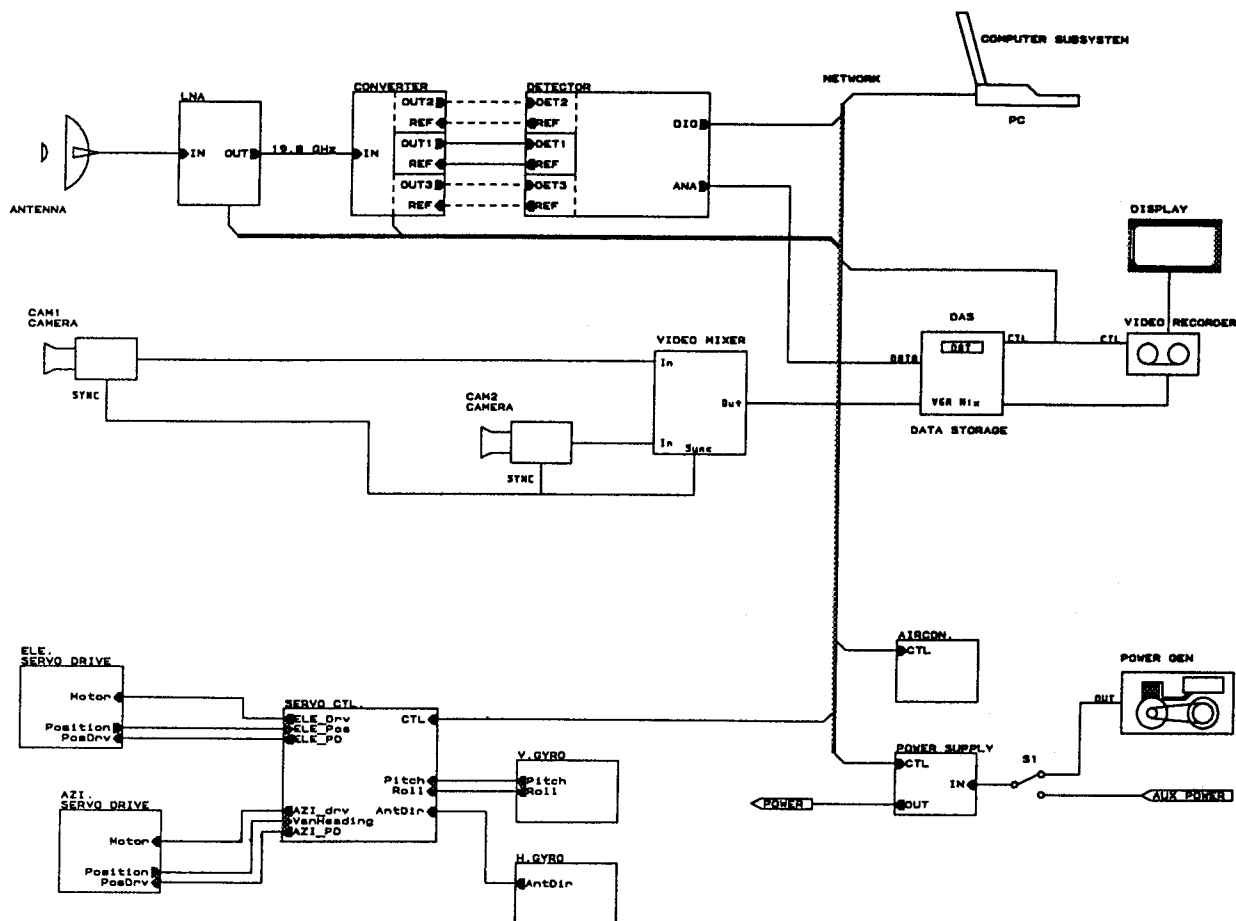 COMPUTER SUBSYSTEM
NETWORK
PC
LNA
IN
OUT
19.8 GHz
CONVERTER
IN
OUT2
REF
OUT1
REF
OUT3
REF
DETECTOR
DET2
REF
DET1
REF
DET3
REF
DIG
ANA
ANTENNA
DISPLAY
CAM1
CAMERA
SYNC
CAM2
CAMERA
SYNC
VIDEO MIXER
In
In
Out
Sync
DAS
CTL
VCR Mix
DATA STORAGE
VIDEO RECORDER
CTL
AIRCON.
CTL
ELE.
SERVO DRIVE
Motor
Position
PosDrv
AZI.
SERVO DRIVE
Motor
Position
PosDrv
SERVO CTL.
ELE_Drv
ELE_Pos
ELE_PD
CTL
Pitch
Roll
AntDir
AZI_drv
VanHeading
AZI_PD
V.GYRO
Pitch
Roll
H.GYRO
AntDir
POWER SUPPLY
CTL
IN
OUT
POWER
S1
POWER GEN
OUT
AUX POWER